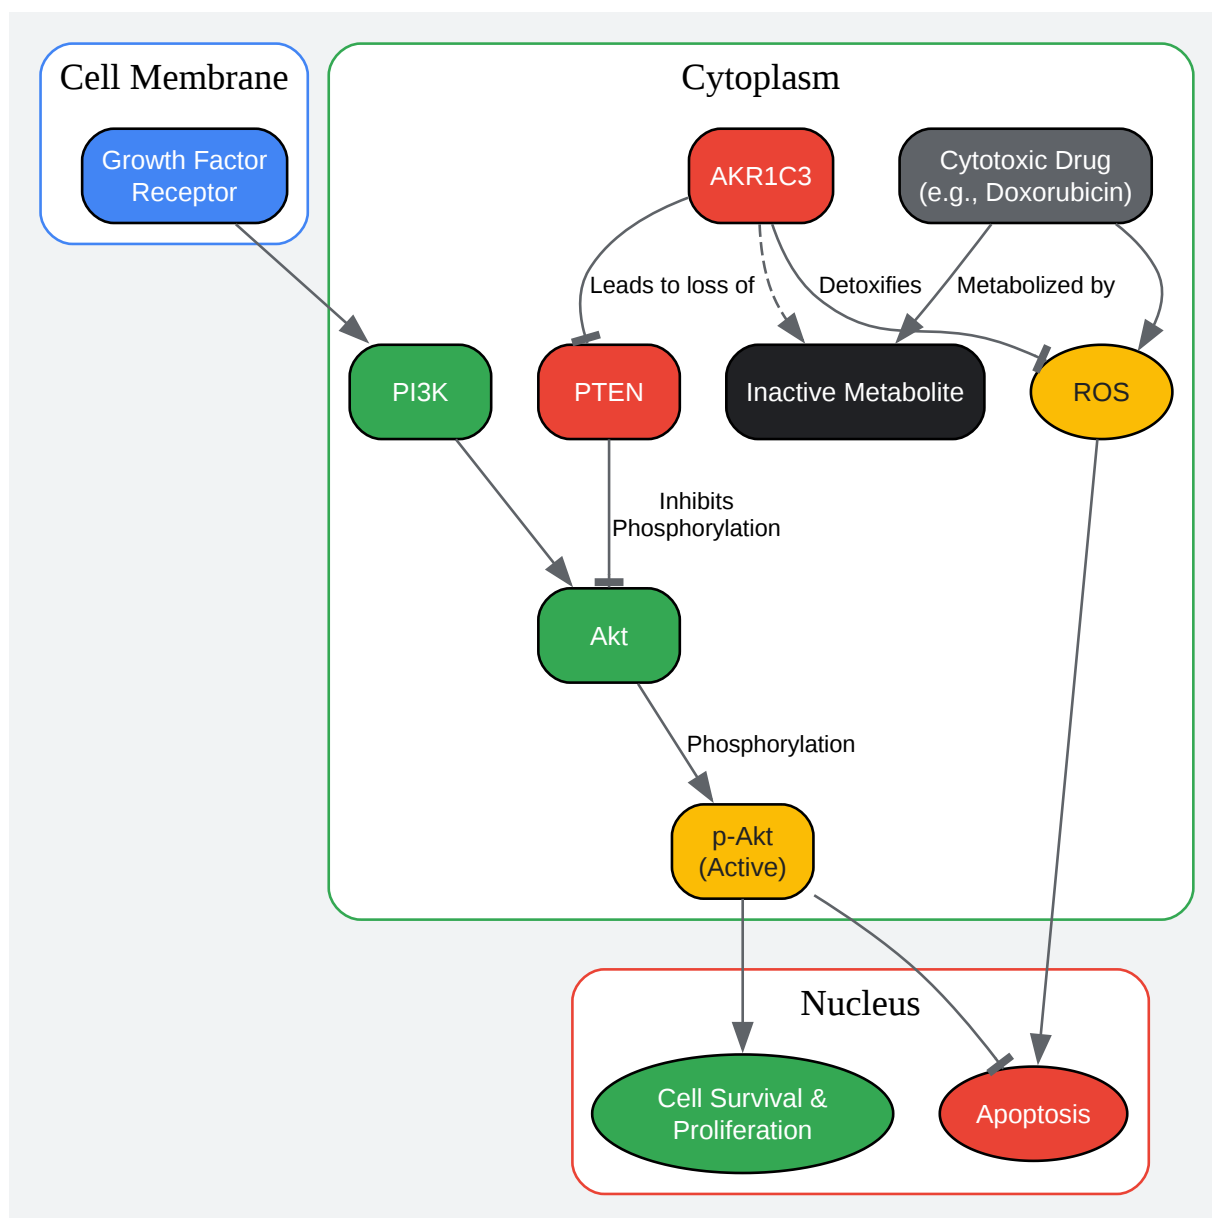 Cell Membrane
Cytoplasm
Growth Factor
Receptor
AKR1C3
Cytotoxic Drug
(e.g., Doxorubicin)
Leads to loss of
Detoxifies
Metabolized by
PI3K
PTEN
Inactive Metabolite
ROS
Inhibits
Phosphorylation
Akt
Phosphorylation
p-Akt
(Active)
Nucleus
Cell Survival &
Proliferation
Apoptosis